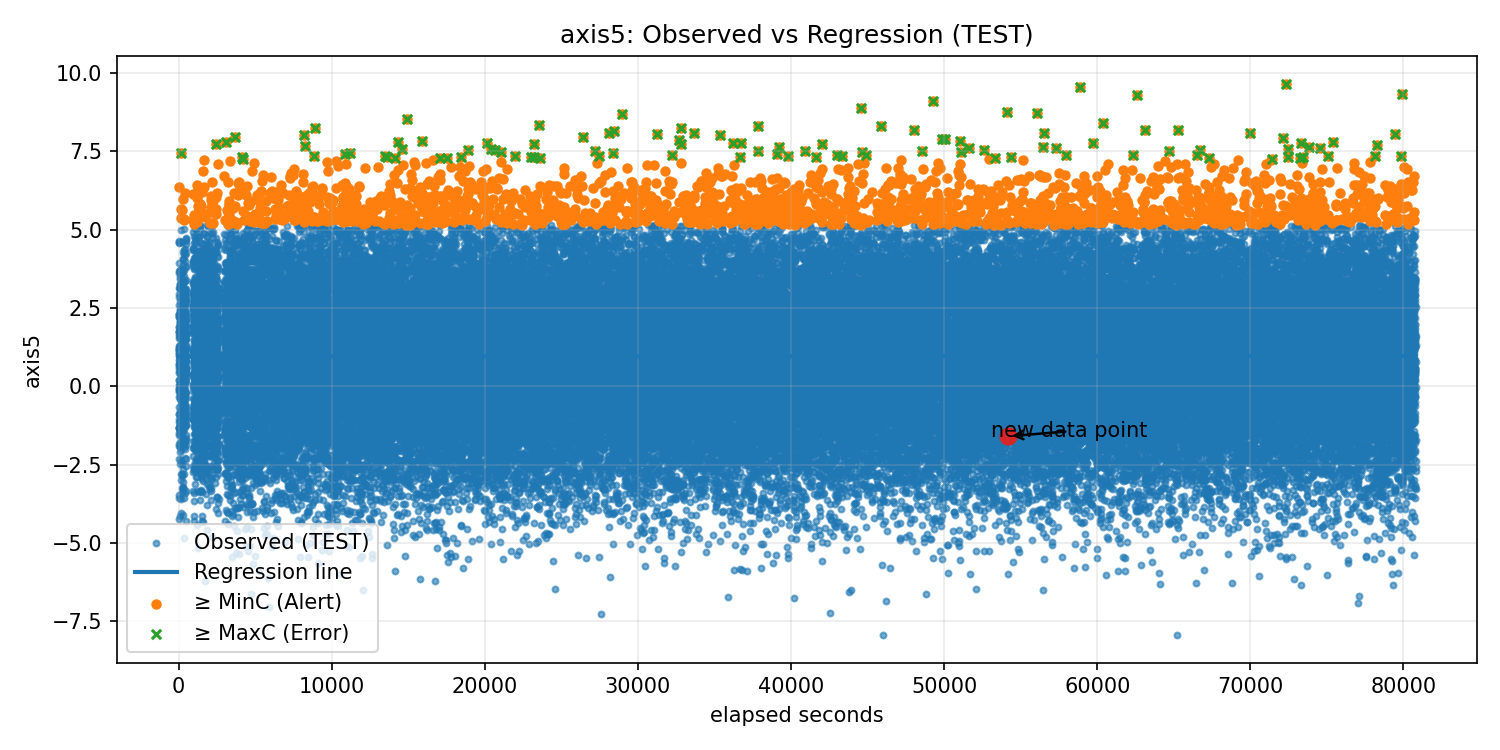 axis5: Observed vs Regression (TEST)
10.0
7.5
5.0
2.5
0.0
−2.5
−5.0
−7.5
axis5
new data point
Observed (TEST)
Regression line
≥ MinC (Alert)
≥ MaxC (Error)
0
10000
20000
30000
40000
50000
60000
70000
80000
elapsed seconds